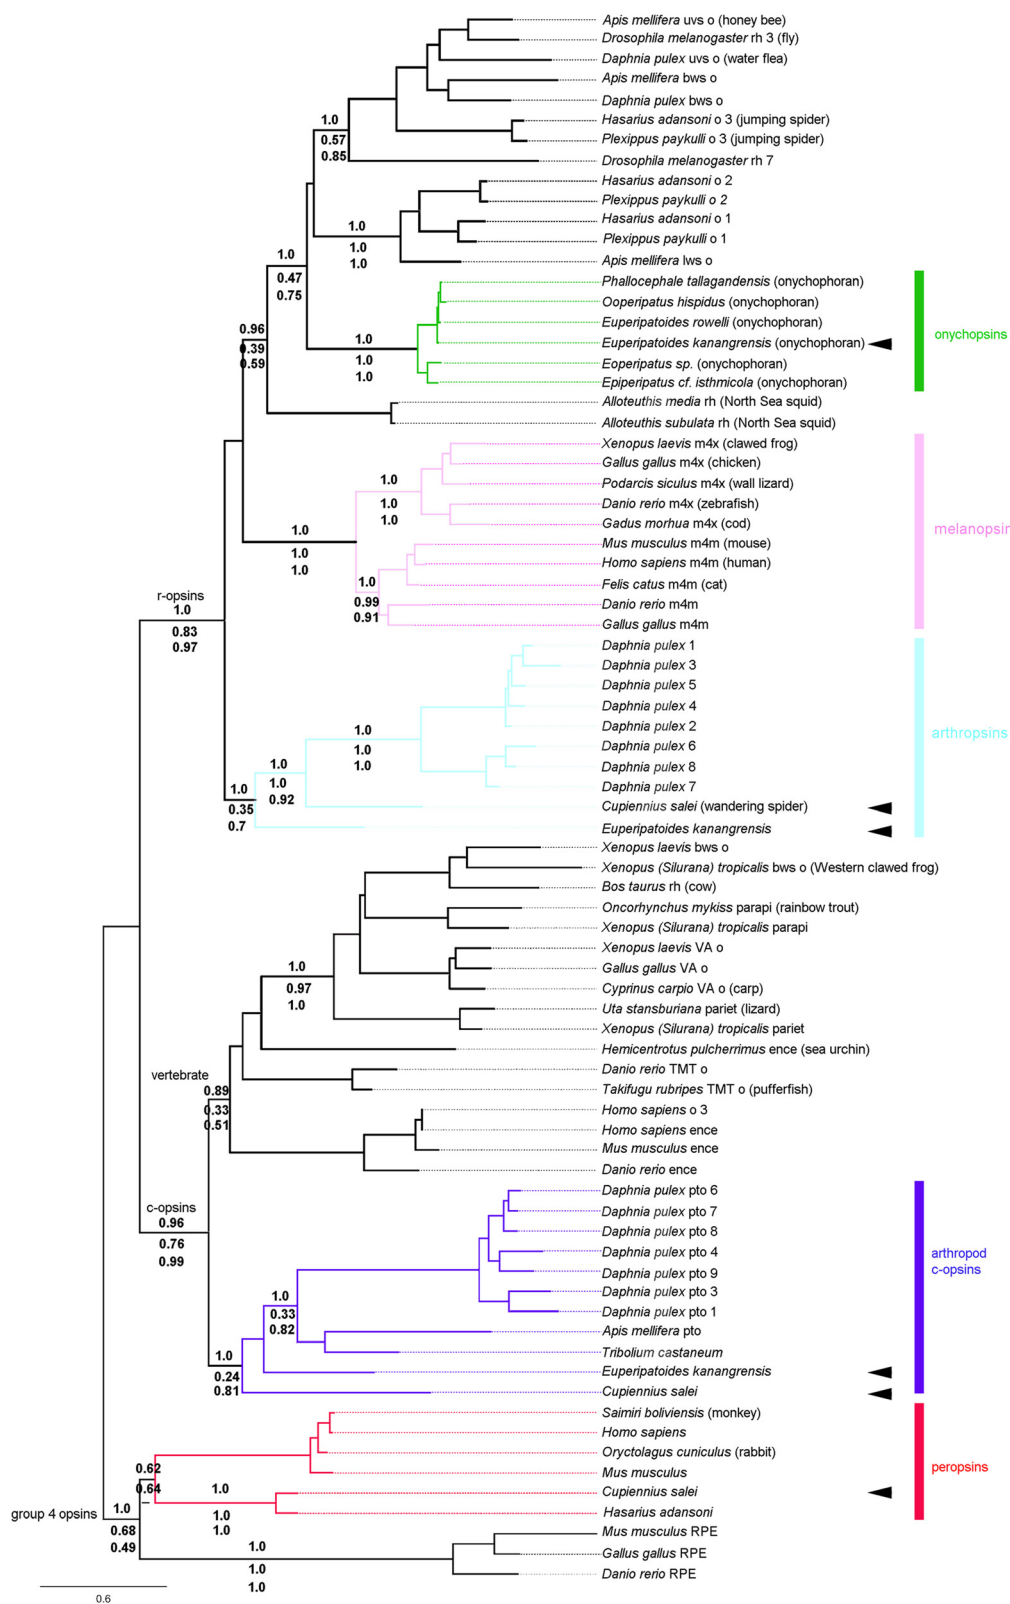 Apis mellifera uvs o (honey bee)
Drosophila melanogaster rh 3 (fly)
Daphnia pulex uvs o (water flea)
Apis mellifera bws o
Daphnia pulex bws o
Hasarius adansoni o 3 (jumping spider)
1.0
0.57
0.85
Plexippus paykulli o 3 (jumping spider)
Drosophila melanogaster rh 7
Hasarius adansoni o 2
Plexippus paykulli o 2
Hasarius adansoni o 1
1.0
1.0
1.0
Plexippus paykulli o 1
Apis mellifera lws o
1.0
0.47
0.75
Phallocephale tallagandensis (onychophoran)
Ooperipatus hispidus (onychophoran)
Euperipatoides rowelli (onychophoran)
onychopsins
0.96
0.39
0.59
1.0
1.0
1.0
Euperipatoides kanangrensis (onychophoran)
Eoperipatus sp. (onychophoran)
Epiperipatus cf. isthmicola (onychophoran)
Alloteuthis media rh (North Sea squid)
Alloteuthis subulata rh (North Sea squid)
Xenopus laevis m4x (clawed frog)
Gallus gallus m4x (chicken)
Podarcis siculus m4x (wall lizard)
1.0
1.0
1.0
Danio rerio m4x (zebrafish)
Gadus morhua m4x (cod)
melanopsir
1.0
1.0
1.0
Mus musculus m4m (mouse)
Homo sapiens m4m (human)
Felis catus m4m (cat)
1.0
0.99
0.91
Danio rerio m4m
Gallus gallus m4m
r-opsins
1.0
0.83
0.97
Daphnia pulex 1
Daphnia pulex 3
Daphnia pulex 5
Daphnia pulex 4
Daphnia pulex 2
arthropsins
1.0
1.0
1.0
Daphnia pulex 6
Daphnia pulex 8
Daphnia pulex 7
1.0
1.0
0.92
Cupiennius salei (wandering spider)
1.0
0.35
0.7
Euperipatoides kanangrensis
Xenopus laevis bws o
Xenopus (Silurana) tropicalis bws o (Western clawed frog)
Bos taurus rh (cow)
Oncorhynchus mykiss parapi (rainbow trout)
Xenopus (Silurana) tropicalis parapi
Xenopus laevis VA o
Gallus gallus VA o
1.0
0.97
1.0
Cyprinus carpio VA o (carp)
Uta stansburiana pariet (lizard)
Xenopus (Silurana) tropicalis pariet
Hemicentrotus pulcherrimus ence (sea urchin)
Danio rerio TMT o
vertebrate
0.89
0.33
0.51
Takifugu rubripes TMT o (pufferfish)
Homo sapiens o 3
Homo sapiens ence
Mus musculus ence
Danio rerio ence
Daphnia pulex pto 6
Daphnia pulex pto 7
c-opsins
0.96
0.76
0.99
Daphnia pulex pto 8
Daphnia pulex pto 4
arthropod
c-opsins
Daphnia pulex pto 9
Daphnia pulex pto 3
1.0
0.33
0.82
Daphnia pulex pto 1
Apis mellifera pto
Tribolium castaneum
1.0
0.24
0.81
Euperipatoides kanangrensis
Cupiennius salei
Saimiri boliviensis (monkey)
Homo sapiens
Oryctolagus cuniculus (rabbit)
peropsins
Mus musculus
0.62
0.64
–
1.0
1.0
1.0
Cupiennius salei
Hasarius adansoni
group 4 opsins
1.0
0.68
0.49
Mus musculus RPE
Gallus gallus RPE
1.0
1.0
1.0
Danio rerio RPE
0.6